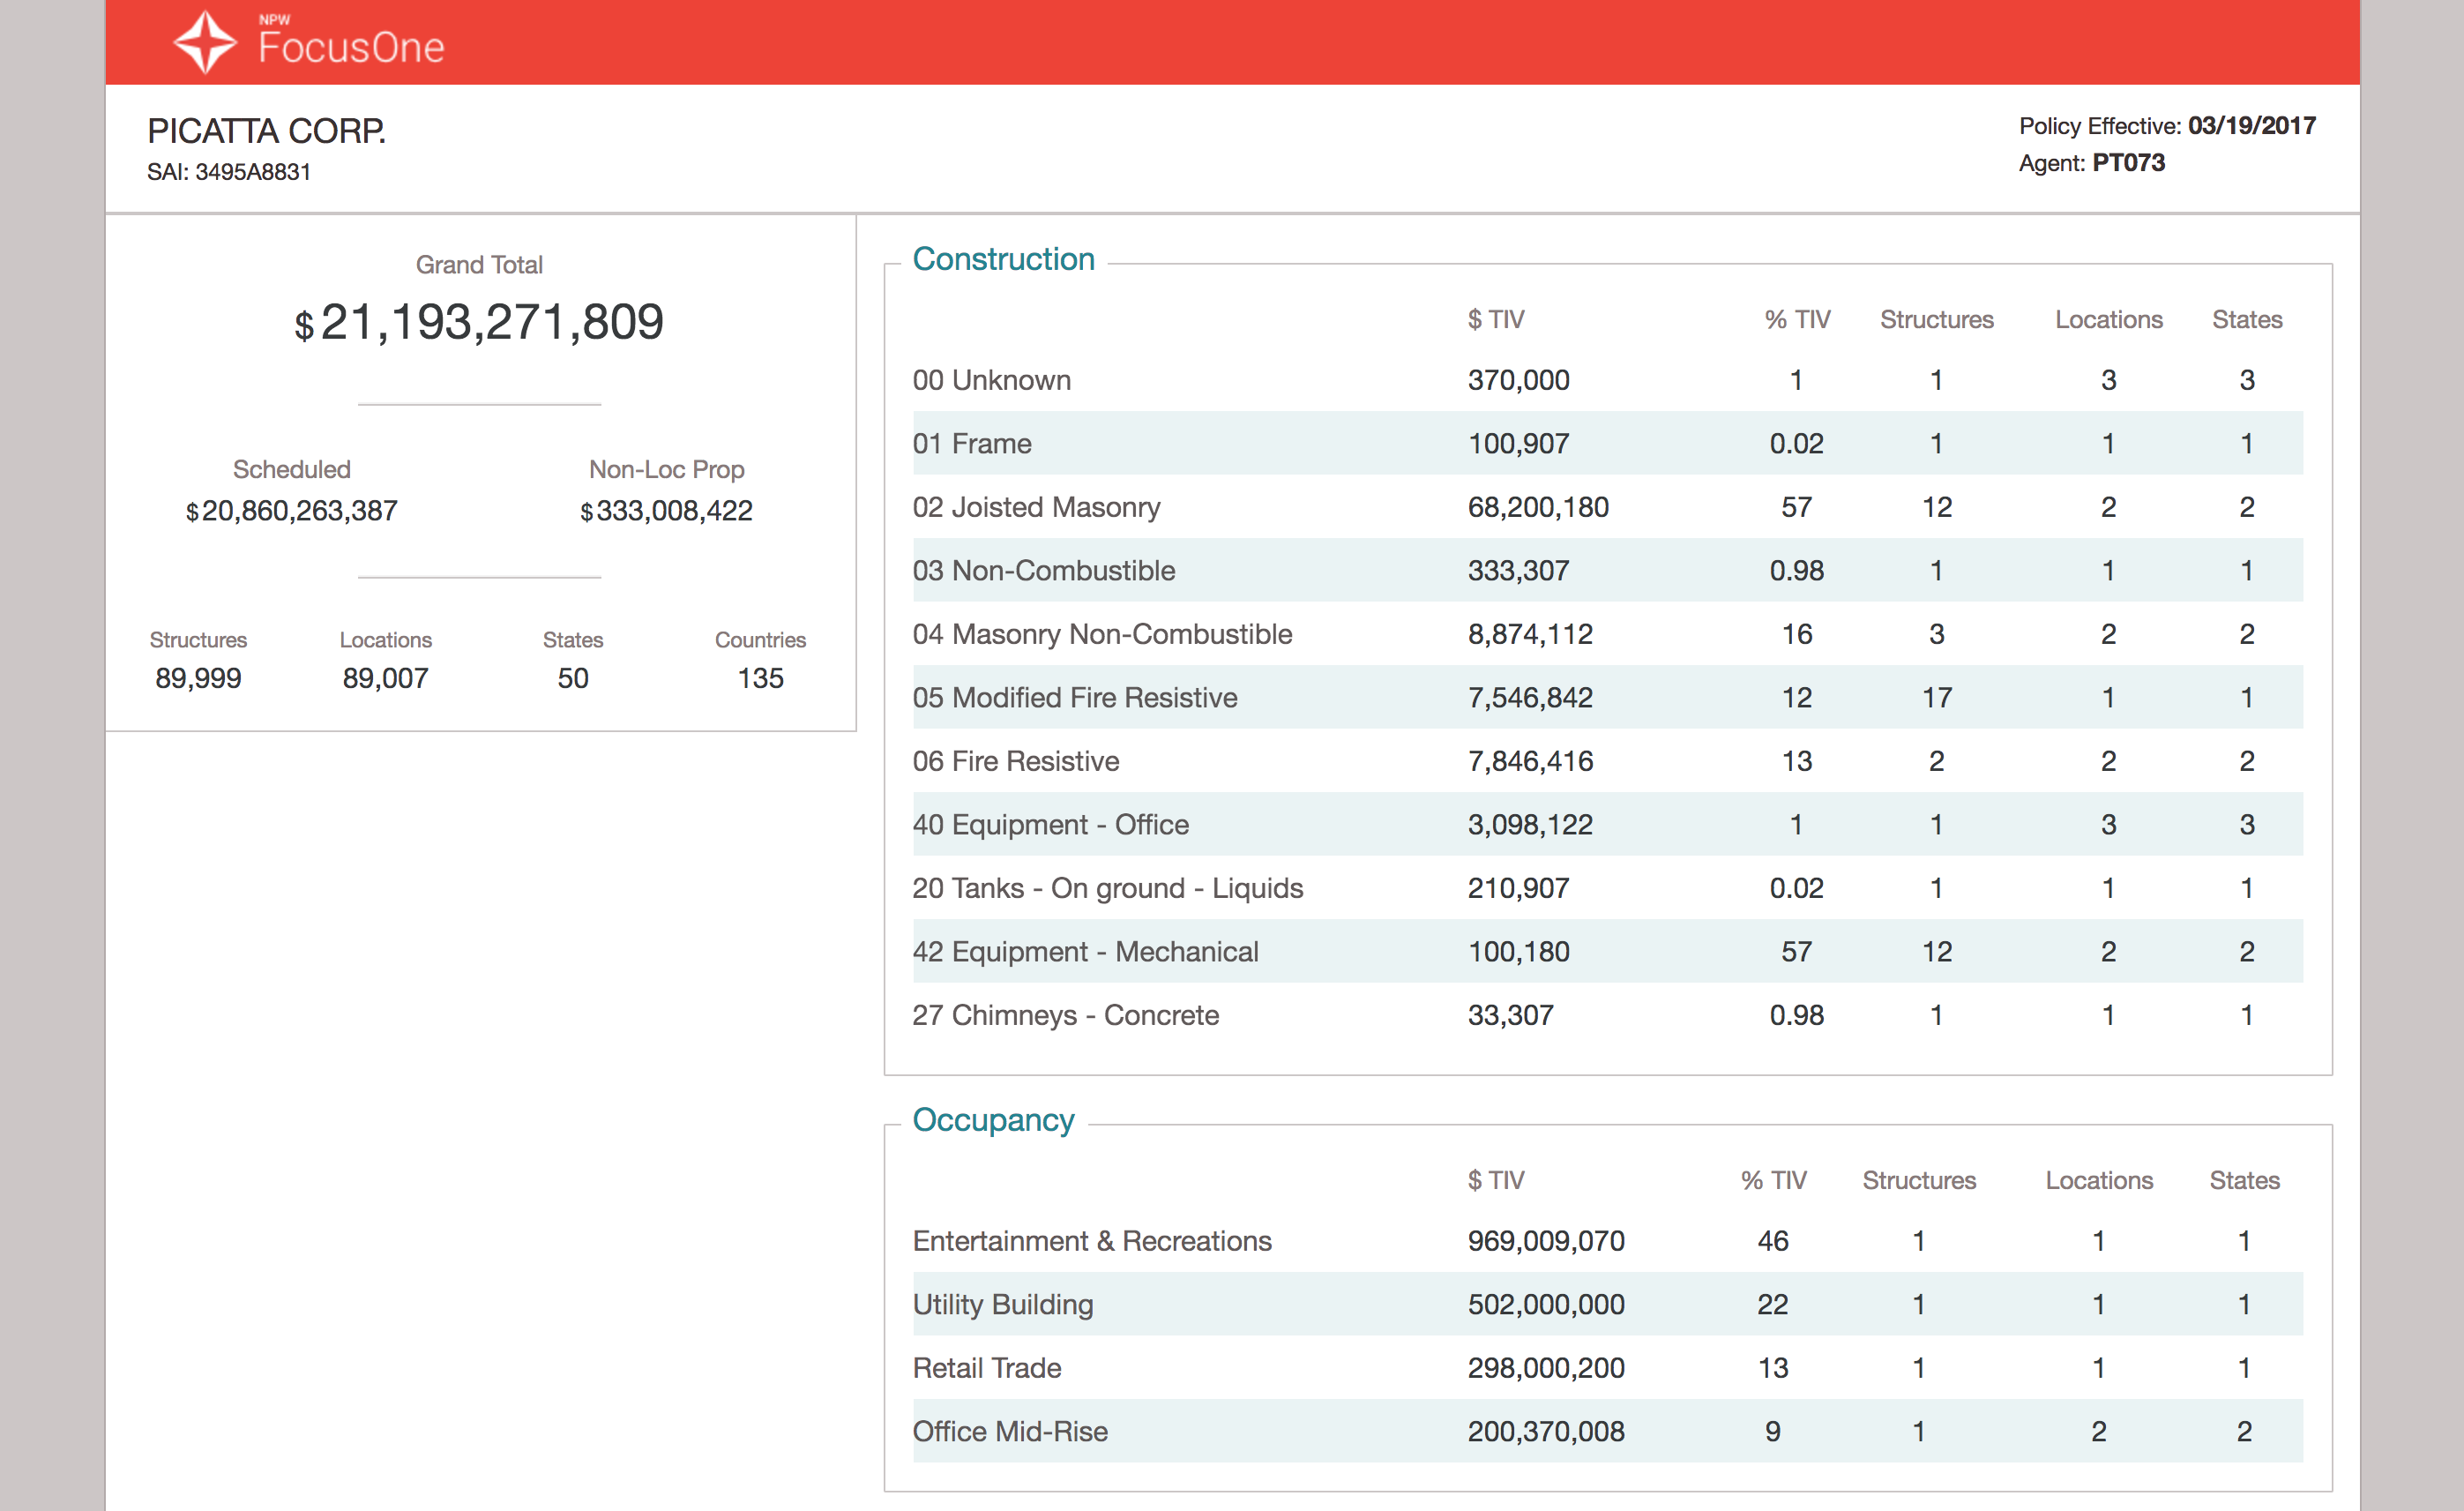 NPW
FocusOne
PICATTA CORP.
SAI: 3495A8831
Policy Effective: 03/19/2017
Agent: PT073
Grand Total
$21,193,271,809
Scheduled Non-Loc Prop
$20,860,263,387 $333,008,422
Structures Locations States Countries
89,999 89,007 50 135
Construction
$ TIV % TIV Structures Locations States
00 Unknown 370,000 1 1 3 3
01 Frame 100,907 0.02 1 1 1
02 Joisted Masonry 68,200,180 57 12 2 2
03 Non-Combustible 333,307 0.98 1 1 1
04 Masonry Non-Combustible 8,874,112 16 3 2 2
05 Modified Fire Resistive 7,546,842 12 17 1 1
06 Fire Resistive 7,846,416 13 2 2 2
40 Equipment - Office 3,098,122 1 1 3 3
20 Tanks - On ground - Liquids 210,907 0.02 1 1 1
42 Equipment - Mechanical 100,180 57 12 2 2
27 Chimneys - Concrete 33,307 0.98 1 1 1
Occupancy
$ TIV % TIV Structures Locations States
Entertainment & Recreations 969,009,070 46 1 1 1
Utility Building 502,000,000 22 1 1 1
Retail Trade 298,000,200 13 1 1 1
Office Mid-Rise 200,370,008 9 1 2 2